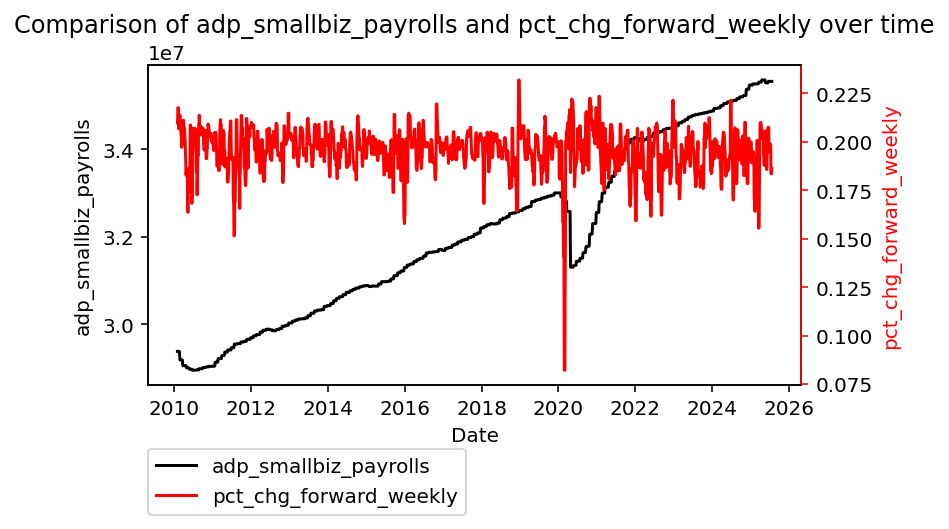 Comparison of adp_smallbiz_payrolls and pct_chg_forward_weekly over time
1e7
adp_smallbiz_payrolls
3.4
3.2
3.0
0.225
0.200
0.175
0.150
0.125
0.100
0.075
pct_chg_forward_weekly
2010 2012 2014 2016 2018 2020 2022 2024 2026
Date
adp_smallbiz_payrolls
pct_chg_forward_weekly